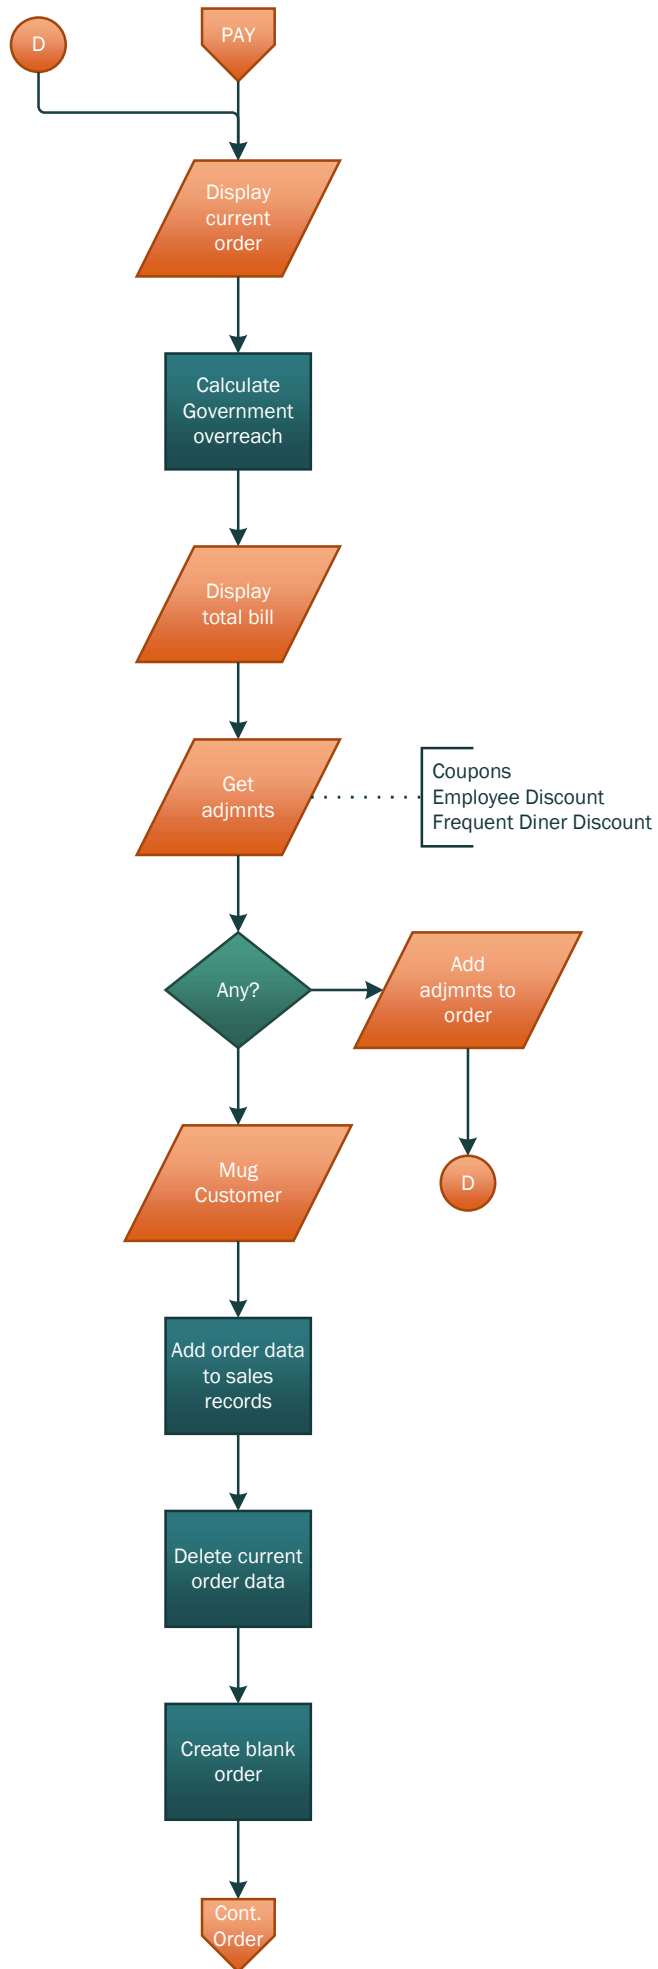 D
PAY
Display
current
order
Calculate
Government
overreach
Display
total bill
Get
adjmnts
Coupons
Employee Discount
Frequent Diner Discount
Any?
Add
adjmnts to
order
Mug
Customer
D
Add order data
to sales
records
Delete current
order data
Create blank
order
Cont.
Order